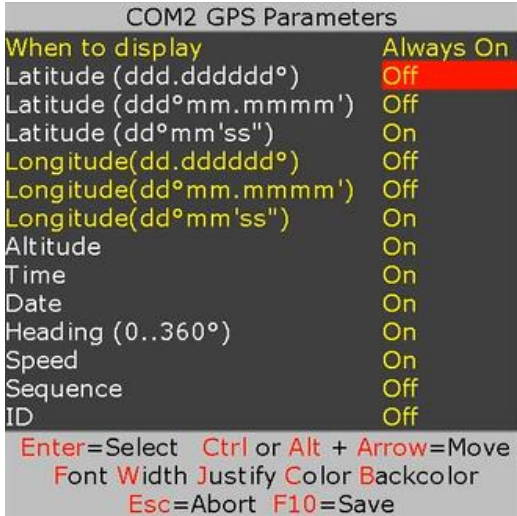 COM2 GPS Parameters
When to display Always On
Latitude (ddd.dddddd°) Off
Latitude (ddd°mm.mmmm') Off
Latitude (dd°mm'ss") On
Longitude(dd.dddddd°) Off
Longitude(dd°mm.mmmm') Off
Longitude(dd°mm'ss") On
Altitude On
Time On
Date On
Heading (0..360°) On
Speed On
Sequence Off
ID Off
Enter=Select Ctrl or Alt + Arrow=Move
Font Width Justify Color Backcolor
Esc=Abort F10=Save